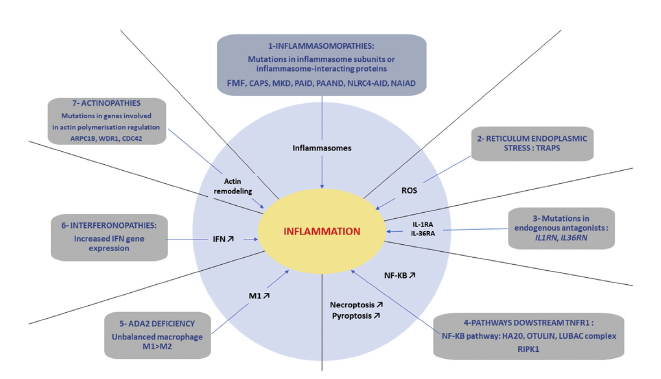 1-INFLAMMASOMOPATHIES:
Mutations in inflammasome subunits or
inflammasome-interacting proteins
FMF, CAPS, MKD, PAID, PAAND, NLRC4-AID, NAIAD
7- ACTINOPATHIES
Mutations in genes involved
in actin polymerisation regulation
ARPC1B, WDR1, CDC42
2- RETICULUM ENDOPLASMIC
STRESS : TRAPS
Inflammasomes
Actin
remodeling
ROS
6- INTERFERONOPATHIES:
Increased IFN gene
expression
IFN ↗
INFLAMMATION
IL-1RA
IL-36RA
3- Mutations in
endogenous antagonists :
IL1RN, IL36RN
NF-KB ↗
M1 ↗
Necroptosis ↗
Pyroptosis ↗
5- ADA2 DEFICIENCY
Unbalanced macrophage
M1>M2
4-PATHWAYS DOWSTREAM TNFR1 :
NF-KB pathway: HA20, OTULIN, LUBAC complex
RIPK1